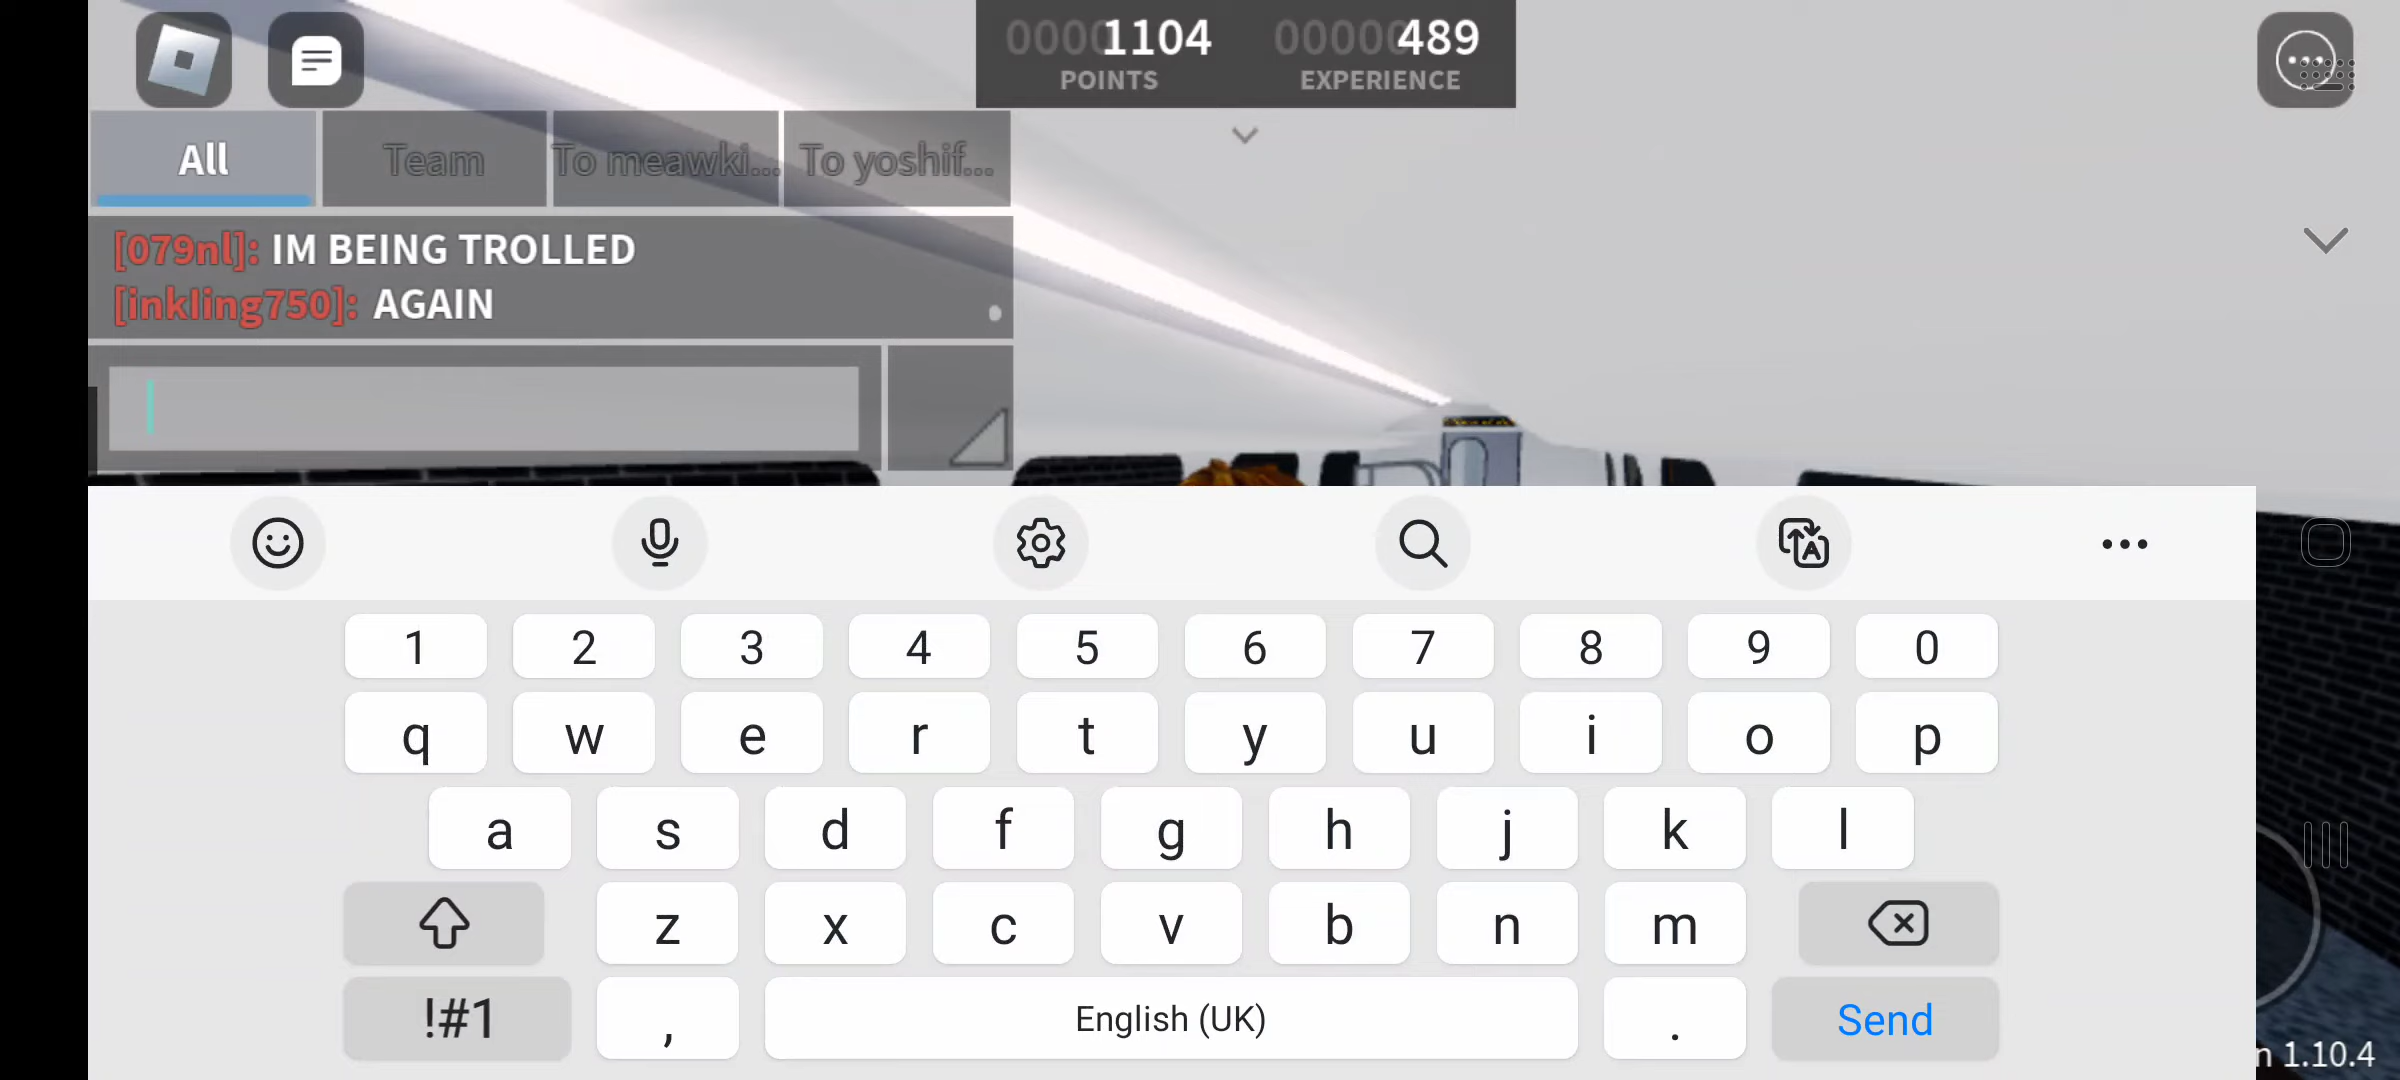 00001104 00000489
POINTS EXPERIENCE
All Team To meawki... To yoshif...
[079nl]: IM BEING TROLLED
[inkling750]: AGAIN
1 2 3 4 5 6 7 8 9 0
q w e r t y u i o p
a s d f g h j k l
z x c v b n m
!#1 , English (UK) . Send
n 1.10.4